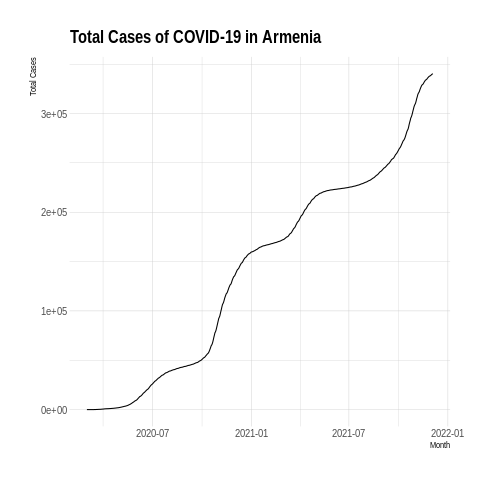 Total Cases of COVID-19 in Armenia
Total Cases
3e+05
2e+05
1e+05
0e+00
2020-07 2021-01 2021-07 2022-01
Month